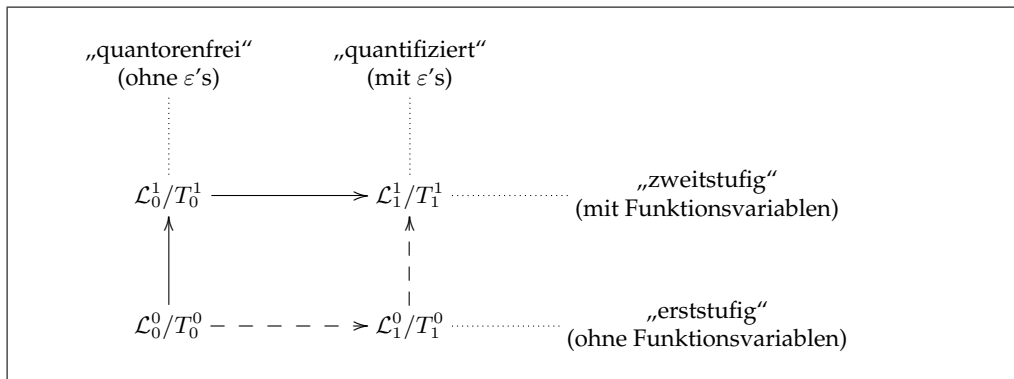 „quantorenfrei“ „quantifiziert“
(ohne ε’s) (mit ε’s)
ℒ₀¹/T₀¹ ℒ₁¹/T₁¹ „zweitstufig“
(mit Funktionsvariablen)
ℒ₀⁰/T₀⁰ ℒ₁⁰/T₁⁰ „erststufig“
(ohne Funktionsvariablen)